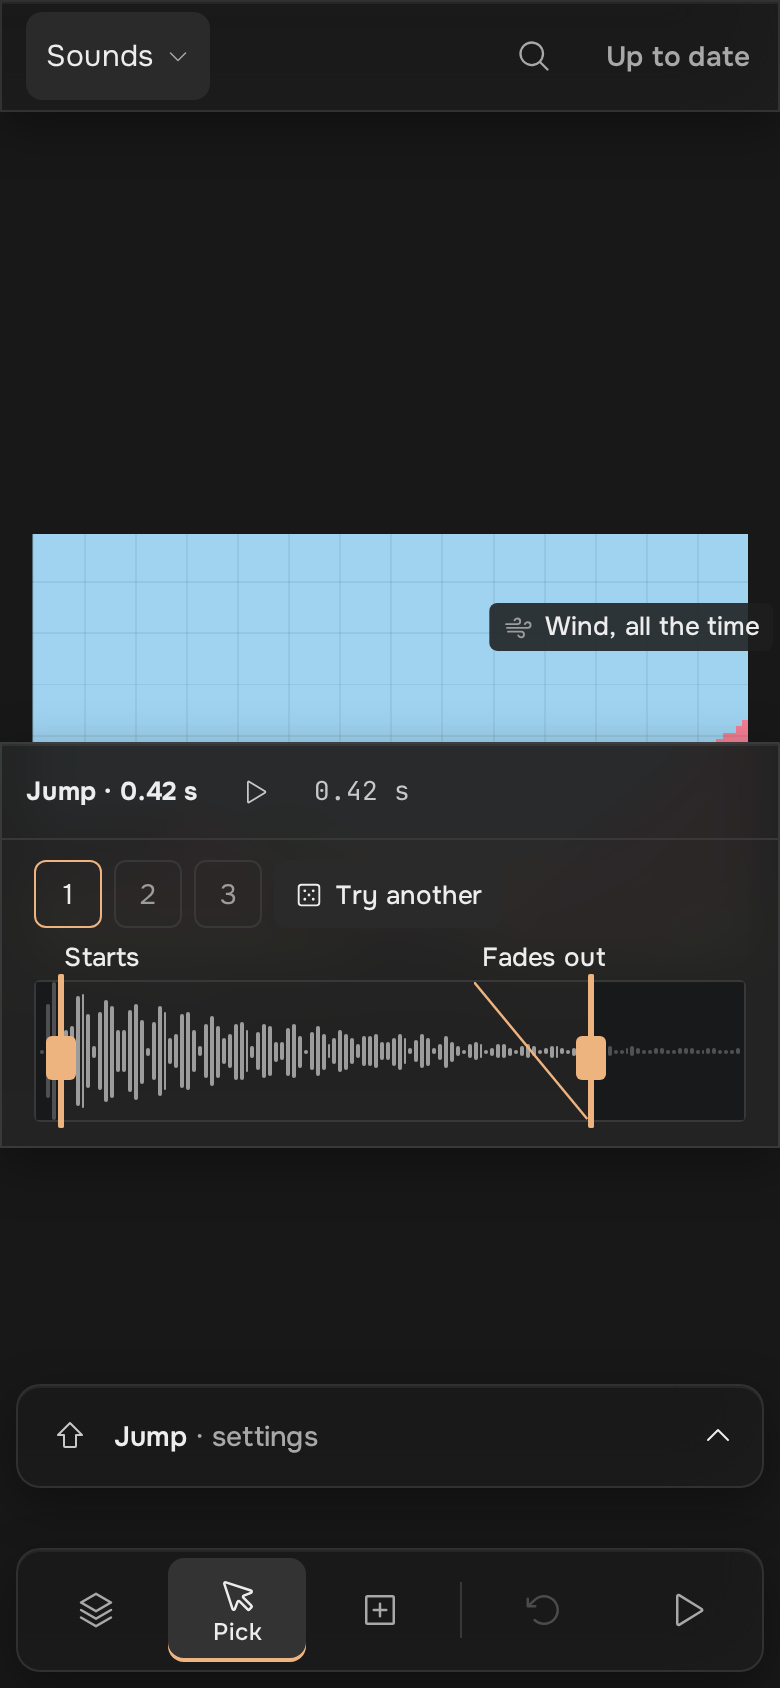 Sounds
Up to date
Wind, all the time
Jump · 0.42 s
0.42 s
1
2
3
Try another
Starts
Fades out
Jump · settings
Pick